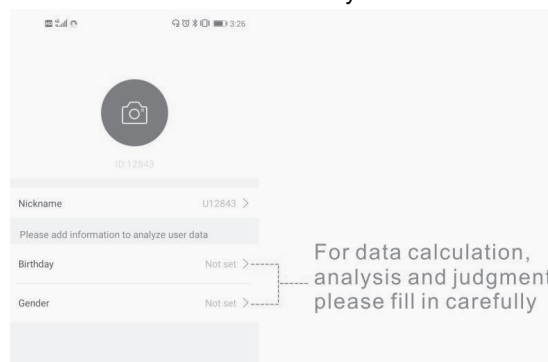 3:26
ID:12843
Nickname U12843 >
Please add information to analyze user data
Birthday Not set >
Gender Not set >
For data calculation,
analysis and judgment
please fill in carefully